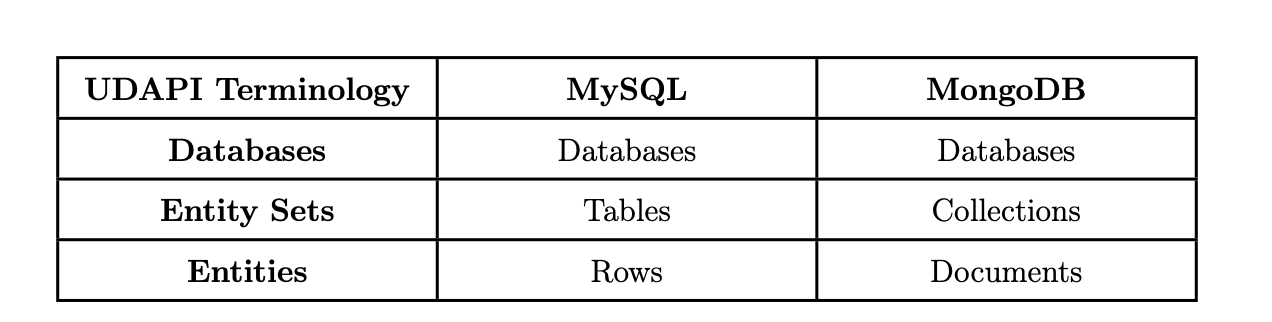 UDAPI Terminology MySQL MongoDB
Databases Databases Databases
Entity Sets Tables Collections
Entities Rows Documents